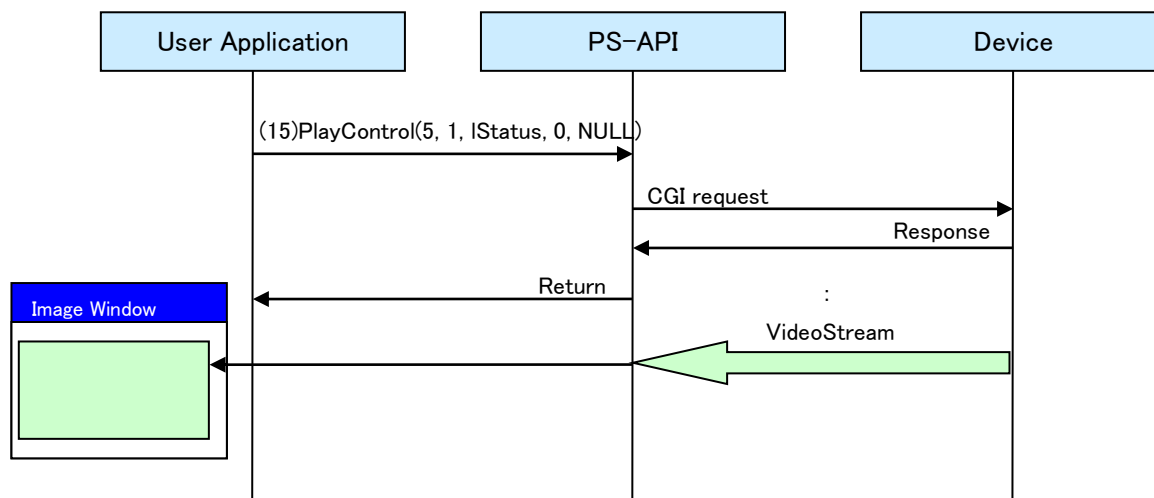 User Application
PS-API
Device
(15)PlayControl(5, 1, lStatus, 0, NULL)
CGI request
Response
Return
:
Image Window
VideoStream